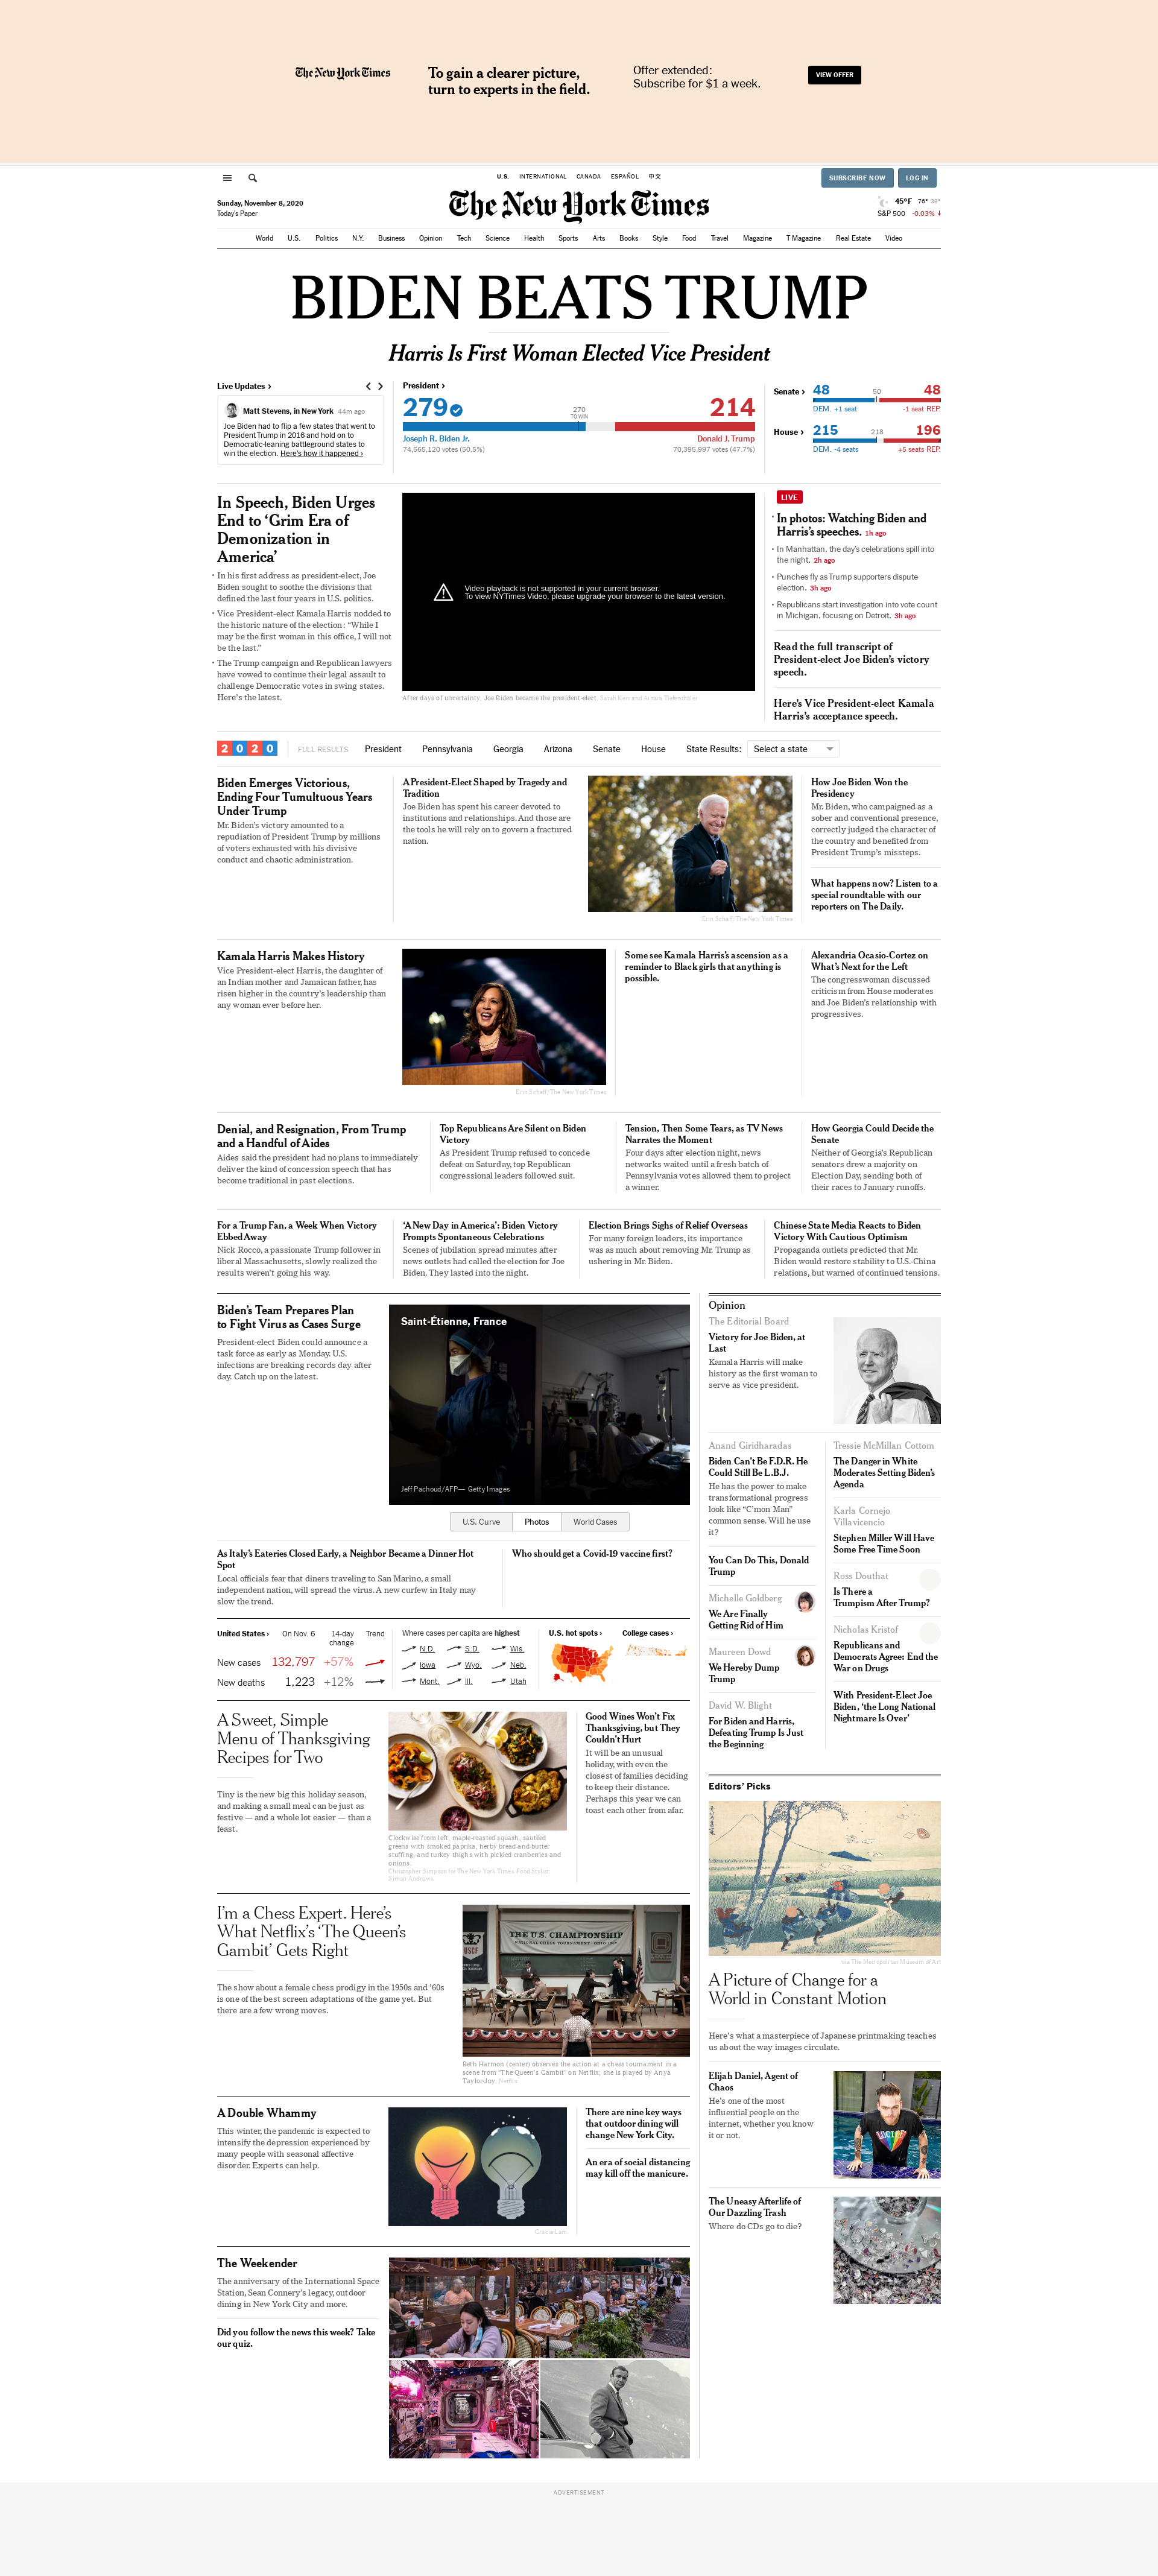 The New York Times
To gain a clearer picture,
turn to experts in the field.
Offer extended:
Subscribe for $1 a week.
VIEW OFFER
U.S. INTERNATIONAL CANADA ESPAÑOL 中文
SUBSCRIBE NOW LOG IN
Sunday, November 8, 2020
Today's Paper
The New York Times
45°F 76° 39°
S&P 500 -0.03%
World U.S. Politics N.Y. Business Opinion Tech Science Health Sports Arts Books Style Food Travel Magazine T Magazine Real Estate Video
BIDEN BEATS TRUMP
Harris Is First Woman Elected Vice President
Live Updates ›
Matt Stevens, in New York 44m ago
Joe Biden had to flip a few states that went to
President Trump in 2016 and hold on to
Democratic-leaning battleground states to
win the election. Here's how it happened ›
President ›
279
270
TO WIN
214
Joseph R. Biden Jr.
Donald J. Trump
74,565,120 votes (50.5%)
70,395,997 votes (47.7%)
Senate ›
48 50 48
DEM. +1 seat -1 seat REP.
House ›
215 218 196
DEM. -4 seats +5 seats REP.
In Speech, Biden Urges
End to ‘Grim Era of
Demonization in
America’
In his first address as president-elect, Joe
Biden sought to soothe the divisions that
defined the last four years in U.S. politics.
Vice President-elect Kamala Harris nodded to
the historic nature of the election: “While I
may be the first woman in this office, I will not
be the last.”
The Trump campaign and Republican lawyers
have vowed to continue their legal assault to
challenge Democratic votes in swing states.
Here's the latest.
Video playback is not supported in your current browser.
To view NYTimes Video, please upgrade your browser to the latest version.
After days of uncertainty, Joe Biden became the president-elect.
LIVE
In photos: Watching Biden and
Harris’s speeches. 1h ago
In Manhattan, the day’s celebrations spill into
the night. 2h ago
Punches fly as Trump supporters dispute
election. 3h ago
Republicans start investigation into vote count
in Michigan, focusing on Detroit. 3h ago
Read the full transcript of
President-elect Joe Biden’s victory
speech.
Here’s Vice President-elect Kamala
Harris’s acceptance speech.
2020
FULL RESULTS President Pennsylvania Georgia Arizona Senate House State Results: Select a state
Biden Emerges Victorious,
Ending Four Tumultuous Years
Under Trump
Mr. Biden’s victory amounted to a
repudiation of President Trump by millions
of voters exhausted with his divisive
conduct and chaotic administration.
A President-Elect Shaped by Tragedy and
Tradition
Joe Biden has spent his career devoted to
institutions and relationships. And those are
the tools he will rely on to govern a fractured
nation.
Erin Schaff/The New York Times
How Joe Biden Won the
Presidency
Mr. Biden, who campaigned as a
sober and conventional presence,
correctly judged the character of
the country and benefited from
President Trump’s missteps.
What happens now? Listen to a
special roundtable with our
reporters on The Daily.
Kamala Harris Makes History
Vice President-elect Harris, the daughter of
an Indian mother and Jamaican father, has
risen higher in the country’s leadership than
any woman ever before her.
Erin Schaff/The New York Times
Some see Kamala Harris’s ascension as a
reminder to Black girls that anything is
possible.
Alexandria Ocasio-Cortez on
What’s Next for the Left
The congresswoman discussed
criticism from House moderates
and Joe Biden’s relationship with
progressives.
Denial, and Resignation, From Trump
and a Handful of Aides
Aides said the president had no plans to immediately
deliver the kind of concession speech that has
become traditional in past elections.
Top Republicans Are Silent on Biden
Victory
As President Trump refused to concede
defeat on Saturday, top Republican
congressional leaders followed suit.
Tension, Then Some Tears, as TV News
Narrates the Moment
Four days after election night, news
networks waited until a fresh batch of
Pennsylvania votes allowed them to project
a winner.
How Georgia Could Decide the
Senate
Neither of Georgia’s Republican
senators drew a majority on
Election Day, sending both of
their races to January runoffs.
For a Trump Fan, a Week When Victory
Ebbed Away
Nick Rocco, a passionate Trump follower in
liberal Massachusetts, slowly realized the
results weren’t going his way.
‘A New Day in America’: Biden Victory
Prompts Spontaneous Celebrations
Scenes of jubilation spread minutes after
news outlets had called the election for Joe
Biden. They lasted into the night.
Election Brings Sighs of Relief Overseas
For many foreign leaders, its importance
was as much about removing Mr. Trump as
ushering in Mr. Biden.
Chinese State Media Reacts to Biden
Victory With Cautious Optimism
Propaganda outlets predicted that Mr.
Biden would restore stability to U.S.-China
relations, but warned of continued tensions.
Biden’s Team Prepares Plan
to Fight Virus as Cases Surge
President-elect Biden could announce a
task force as early as Monday. U.S.
infections are breaking records day after
day. Catch up on the latest.
Saint-Étienne, France
Jeff Pachoud/AFP— Getty Images
U.S. Curve Photos World Cases
As Italy’s Eateries Closed Early, a Neighbor Became a Dinner Hot
Spot
Local officials fear that diners traveling to San Marino, a small
independent nation, will spread the virus. A new curfew in Italy may
slow the trend.
Who should get a Covid-19 vaccine first?
United States › On Nov. 6 14-day
change Trend
New cases 132,797 +57%
New deaths 1,223 +12%
Where cases per capita are highest
N.D. S.D. Wis.
Iowa Wyo. Neb.
Mont. Ill. Utah
U.S. hot spots ›
College cases ›
A Sweet, Simple
Menu of Thanksgiving
Recipes for Two
Tiny is the new big this holiday season,
and making a small meal can be just as
festive — and a whole lot easier — than a
feast.
Clockwise from left, maple-roasted squash, sautéed
greens with smoked paprika, herby bread-and-butter
stuffing, and turkey thighs with pickled cranberries and
onions.
Christopher Simpson for The New York Times. Food Stylist:
Simon Andrews.
Good Wines Won’t Fix
Thanksgiving, but They
Couldn’t Hurt
It will be an unusual
holiday, with even the
closest of families deciding
to keep their distance.
Perhaps this year we can
toast each other from afar.
I’m a Chess Expert. Here’s
What Netflix’s ‘The Queen’s
Gambit’ Gets Right
The show about a female chess prodigy in the 1950s and ’60s
is one of the best screen adaptations of the game yet. But
there are a few wrong moves.
USCF
THE U.S. CHAMPIONSHIP
Beth Harmon (center) observes the action at a chess tournament in a
scene from “The Queen’s Gambit” on Netflix; she is played by Anya
Taylor-Joy. Netflix
A Double Whammy
This winter, the pandemic is expected to
intensify the depression experienced by
many people with seasonal affective
disorder. Experts can help.
Gracia Lam
There are nine key ways
that outdoor dining will
change New York City.
An era of social distancing
may kill off the manicure.
The Weekender
The anniversary of the International Space
Station, Sean Connery’s legacy, outdoor
dining in New York City and more.
Did you follow the news this week? Take
our quiz.
Opinion
The Editorial Board
Victory for Joe Biden, at
Last
Kamala Harris will make
history as the first woman to
serve as vice president.
Anand Giridharadas
Biden Can’t Be F.D.R. He
Could Still Be L.B.J.
He has the power to make
transformational progress
look like “C’mon Man”
common sense. Will he use
it?
You Can Do This, Donald
Trump
Michelle Goldberg
We Are Finally
Getting Rid of Him
Maureen Dowd
We Hereby Dump
Trump
David W. Blight
For Biden and Harris,
Defeating Trump Is Just
the Beginning
Tressie McMillan Cottom
The Danger in White
Moderates Setting Biden’s
Agenda
Karla Cornejo
Villavicencio
Stephen Miller Will Have
Some Free Time Soon
Ross Douthat
Is There a
Trumpism After Trump?
Nicholas Kristof
Republicans and
Democrats Agree: End the
War on Drugs
With President-Elect Joe
Biden, ‘the Long National
Nightmare Is Over’
Editors’ Picks
via The Metropolitan Museum of Art
A Picture of Change for a
World in Constant Motion
Here’s what a masterpiece of Japanese printmaking teaches
us about the way images circulate.
Elijah Daniel, Agent of
Chaos
He’s one of the most
influential people on the
internet, whether you know
it or not.
The Uneasy Afterlife of
Our Dazzling Trash
Where do CDs go to die?
ADVERTISEMENT